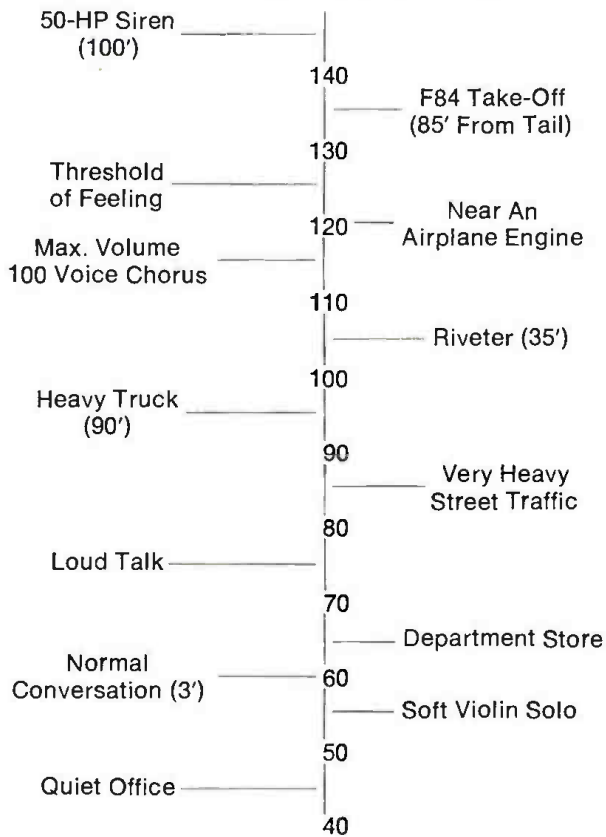 50-HP Siren
(100′)
140
F84 Take-Off
(85′ From Tail)
130
Threshold
of Feeling
120
Near An
Airplane Engine
Max. Volume
100 Voice Chorus
110
Riveter (35′)
100
Heavy Truck
(90′)
90
Very Heavy
Street Traffic
80
Loud Talk
70
Department Store
Normal
Conversation (3′)
60
Soft Violin Solo
50
Quiet Office
40